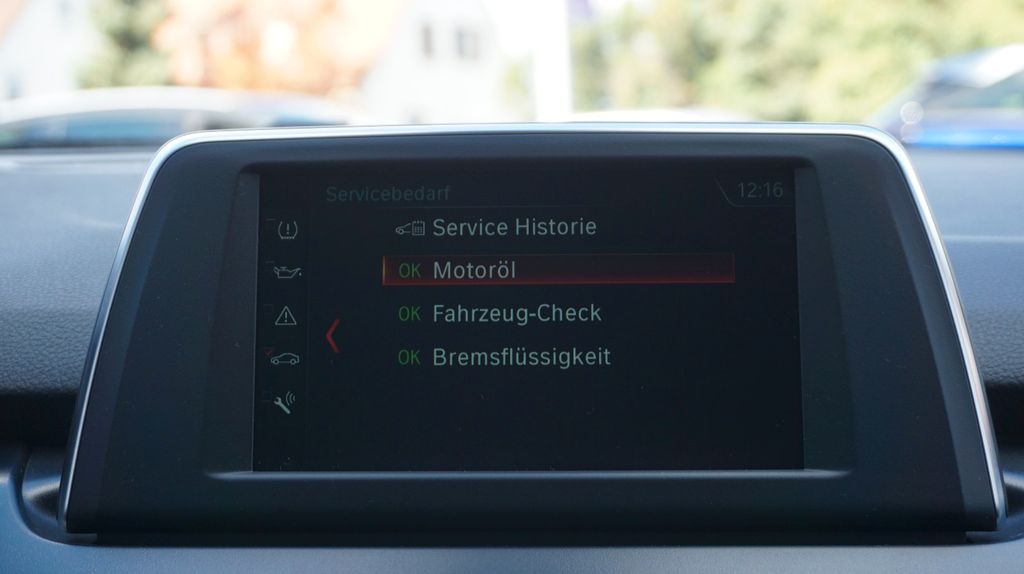 Servicebedarf
12:16
Service Historie
OK Motoröl
OK Fahrzeug-Check
OK Bremsflüssigkeit